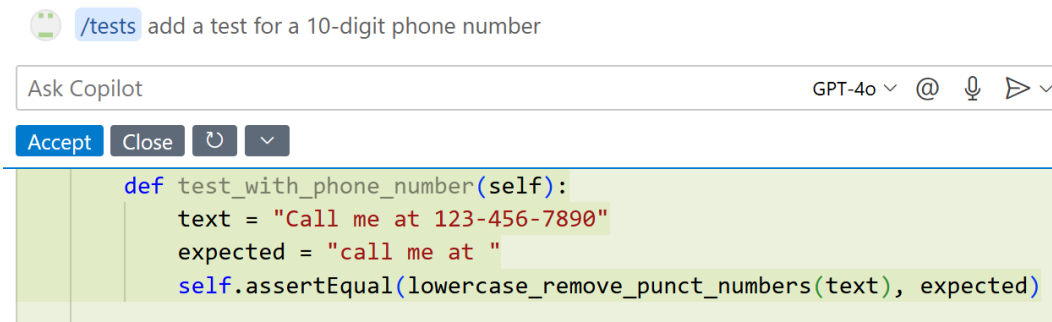 /tests add a test for a 10-digit phone number
Ask Copilot GPT-4o @
Accept Close
def test_with_phone_number(self):
text = "Call me at 123-456-7890"
expected = "call me at "
self.assertEqual(lowercase_remove_punct_numbers(text), expected)